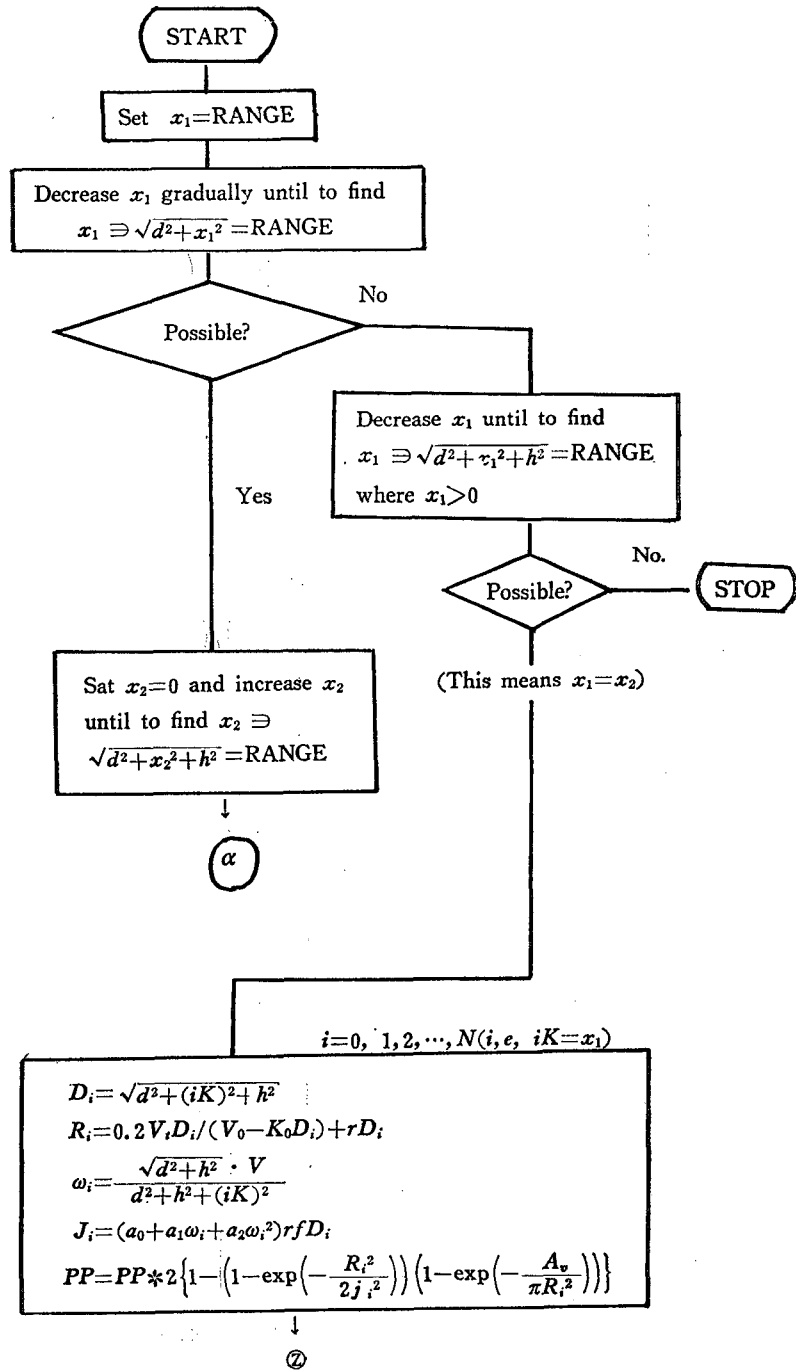 START
Set x₁=RANGE
Decrease x₁ gradually until to find
x₁ ∋ √d²+x₁² =RANGE
No
Possible?
Decrease x₁ until to find
x₁ ∋ √d²+x₁²+h² =RANGE
where x₁>0
Yes
No.
Possible?
STOP
(This means x₁=x₂)
Sat x₂=0 and increase x₂
until to find x₂ ∋
√d²+x₂²+h² =RANGE
↓
α
i=0, 1,2,⋯,N(i,e, iK=x₁)
Dᵢ=√d²+(iK)²+h²
Rᵢ=0.2VₜDᵢ/(V₀−K₀Dᵢ)+rDᵢ
ωᵢ=√d²+h² · V / d²+h²+(iK)²
Jᵢ=(a₀+a₁ωᵢ+a₂ωᵢ²)rfDᵢ
PP=PP*2{1−(1−exp(−Rᵢ²/2jᵢ²))(1−exp(−Aᵥ/πRᵢ²))}
↓
Ⓩ